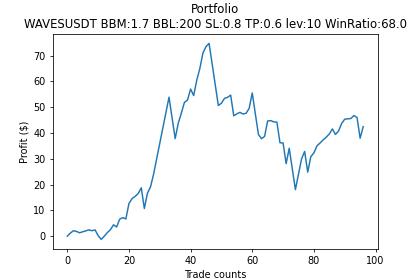 Portfolio
WAVESUSDT BBM:1.7 BBL:200 SL:0.8 TP:0.6 lev:10 WinRatio:68.0
Profit ($)
70
60
50
40
30
20
10
0
0 20 40 60 80 100
Trade counts